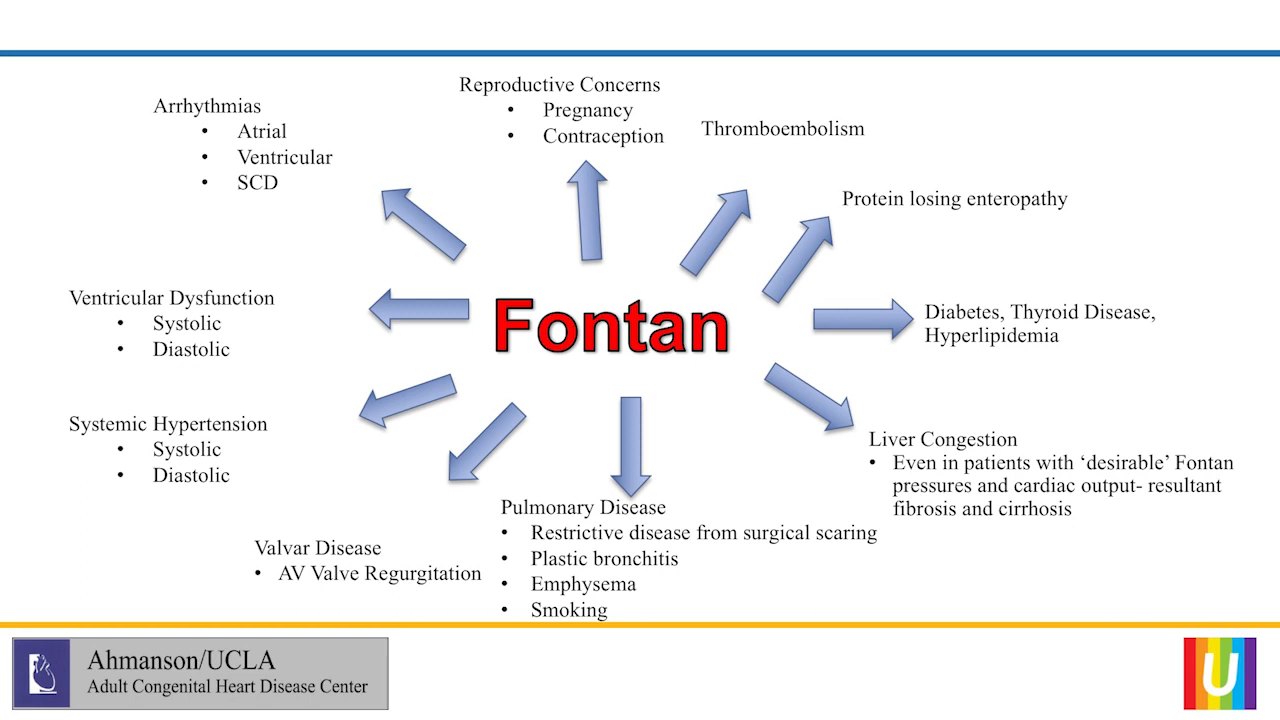 Reproductive Concerns
• Pregnancy
• Contraception
Arrhythmias
• Atrial
• Ventricular
• SCD
Thromboembolism
Protein losing enteropathy
Ventricular Dysfunction
• Systolic
• Diastolic
Fontan
Diabetes, Thyroid Disease,
Hyperlipidemia
Systemic Hypertension
• Systolic
• Diastolic
Liver Congestion
• Even in patients with ‘desirable’ Fontan
pressures and cardiac output- resultant
fibrosis and cirrhosis
Valvar Disease
• AV Valve Regurgitation
Pulmonary Disease
• Restrictive disease from surgical scaring
• Plastic bronchitis
• Emphysema
• Smoking
Ahmanson/UCLA
Adult Congenital Heart Disease Center
U